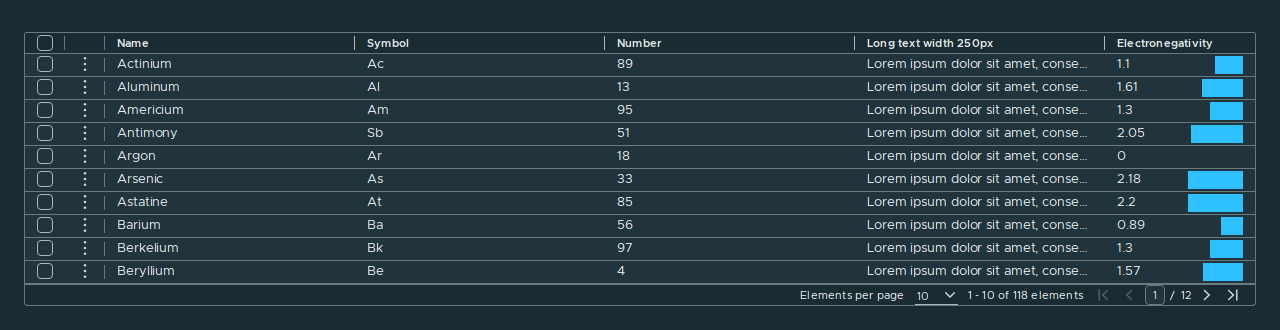 Name Symbol Number Long text width 250px Electronegativity
Actinium Ac 89 Lorem ipsum dolor sit amet, conse... 1.1
Aluminum Al 13 Lorem ipsum dolor sit amet, conse... 1.61
Americium Am 95 Lorem ipsum dolor sit amet, conse... 1.3
Antimony Sb 51 Lorem ipsum dolor sit amet, conse... 2.05
Argon Ar 18 Lorem ipsum dolor sit amet, conse... 0
Arsenic As 33 Lorem ipsum dolor sit amet, conse... 2.18
Astatine At 85 Lorem ipsum dolor sit amet, conse... 2.2
Barium Ba 56 Lorem ipsum dolor sit amet, conse... 0.89
Berkelium Bk 97 Lorem ipsum dolor sit amet, conse... 1.3
Beryllium Be 4 Lorem ipsum dolor sit amet, conse... 1.57
Elements per page 10 1 - 10 of 118 elements 1 / 12